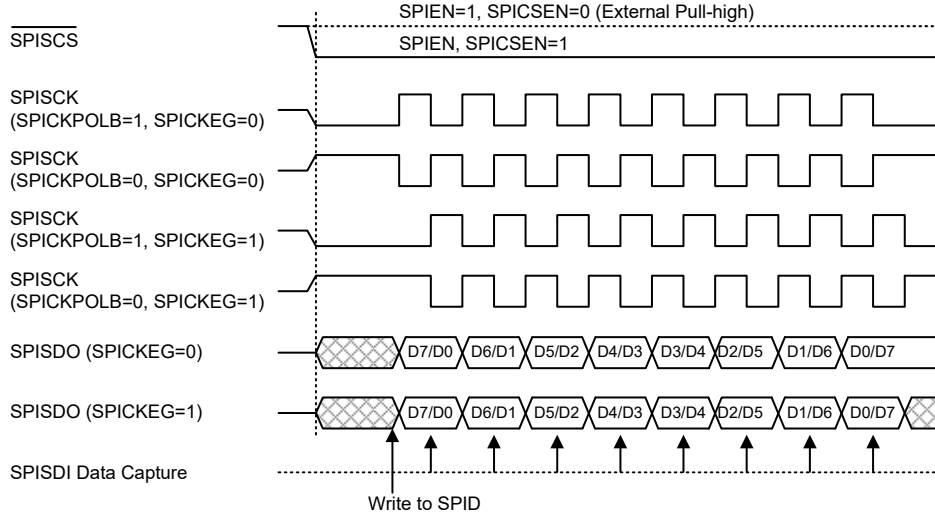 SPIEN=1, SPICSEN=0 (External Pull-high)
SPISCS
SPIEN, SPICSEN=1
SPISCK
(SPICKPOLB=1, SPICKEG=0)
SPISCK
(SPICKPOLB=0, SPICKEG=0)
SPISCK
(SPICKPOLB=1, SPICKEG=1)
SPISCK
(SPICKPOLB=0, SPICKEG=1)
SPISDO (SPICKEG=0) D7/D0 D6/D1 D5/D2 D4/D3 D3/D4 D2/D5 D1/D6 D0/D7
SPISDO (SPICKEG=1) D7/D0 D6/D1 D5/D2 D4/D3 D3/D4 D2/D5 D1/D6 D0/D7
SPISDI Data Capture
Write to SPID